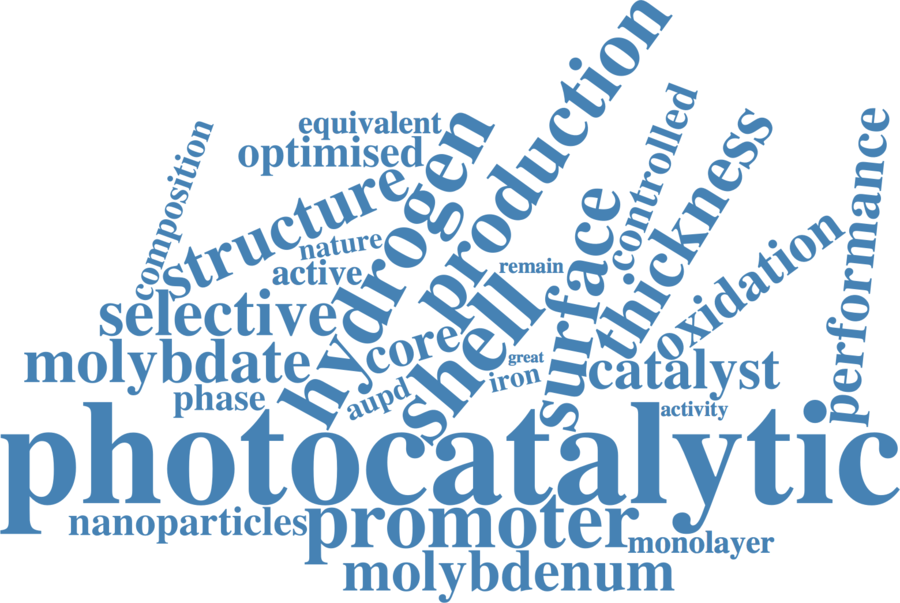 production
controlled
equivalent
hydrogen
thickness
performance
composition
optimised
structure
surface
nature
oxidation
active
remain
selective
shell
core
molybdate
great
catalyst
iron
aupd
phase
activity
photocatalytic
nanoparticles
promoter
monolayer
molybdenum